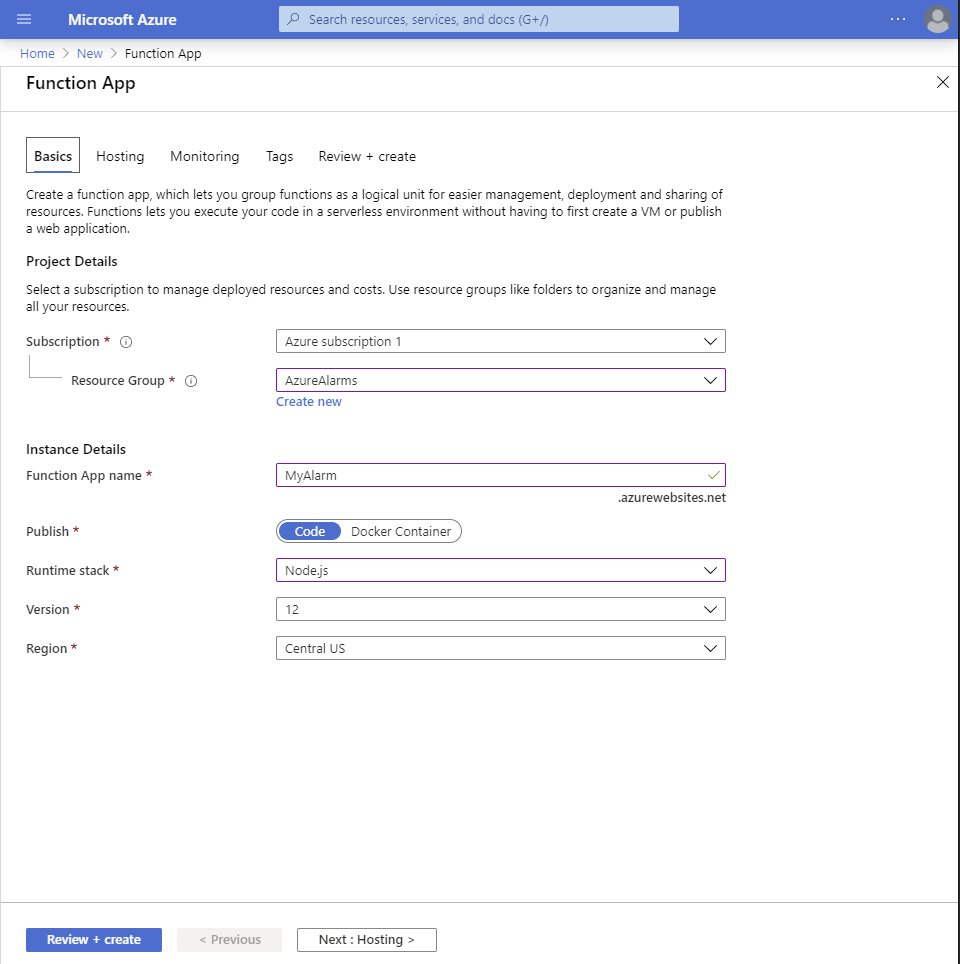 Microsoft Azure
Search resources, services, and docs (G+/)
Home > New > Function App
Function App
Basics Hosting Monitoring Tags Review + create
Create a function app, which lets you group functions as a logical unit for easier management, deployment and sharing of
resources. Functions lets you execute your code in a serverless environment without having to first create a VM or publish
a web application.
Project Details
Select a subscription to manage deployed resources and costs. Use resource groups like folders to organize and manage
all your resources.
Subscription * Azure subscription 1
Resource Group * AzureAlarms
Create new
Instance Details
Function App name * MyAlarm
.azurewebsites.net
Publish * Code Docker Container
Runtime stack * Node.js
Version * 12
Region * Central US
Review + create < Previous Next : Hosting >